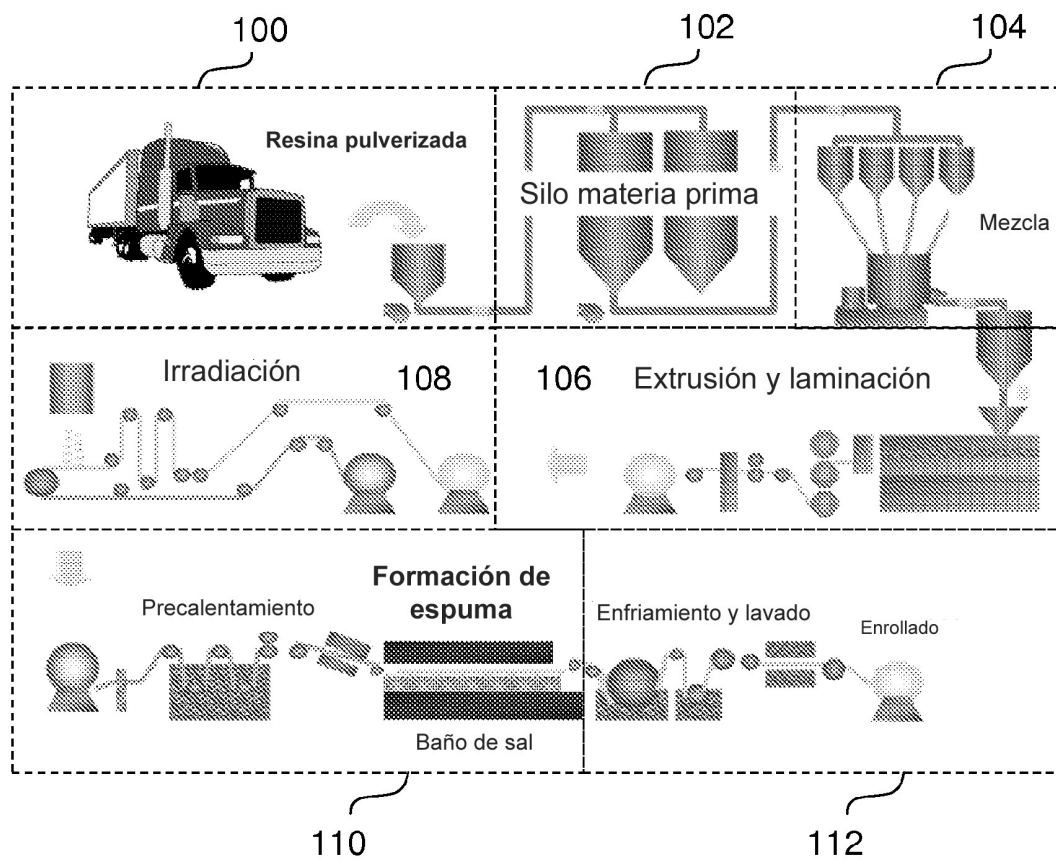 100
102
104
Resina pulverizada
Silo materia prima
Mezcla
Irradiación
108
106
Extrusión y laminación
Formación de
espuma
Precalentamiento
Enfriamiento y lavado
Enrollado
Baño de sal
110
112